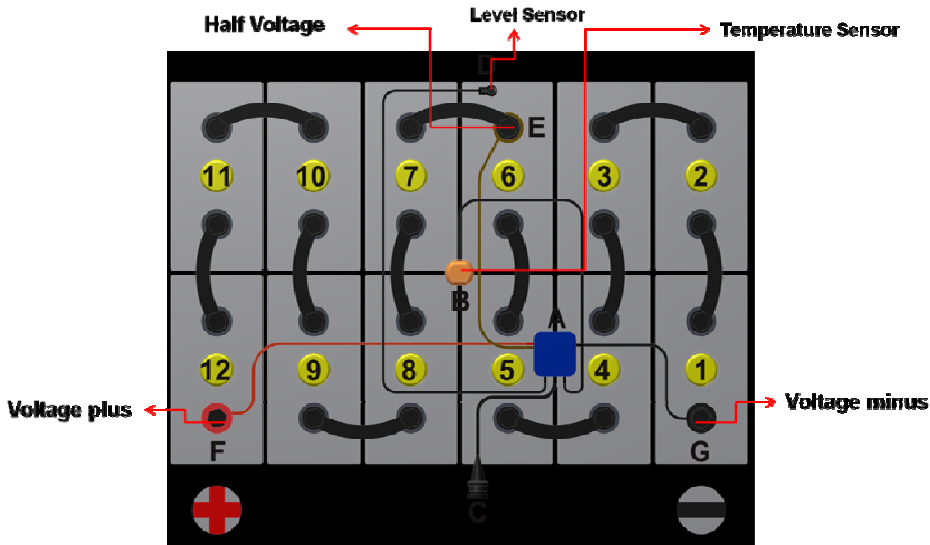 Level Sensor
Half Voltage
Temperature Sensor
D
E
11 10 7 6 3 2
B
A
12 9 8 5 4 1
Voltage plus
Voltage minus
F
G
C